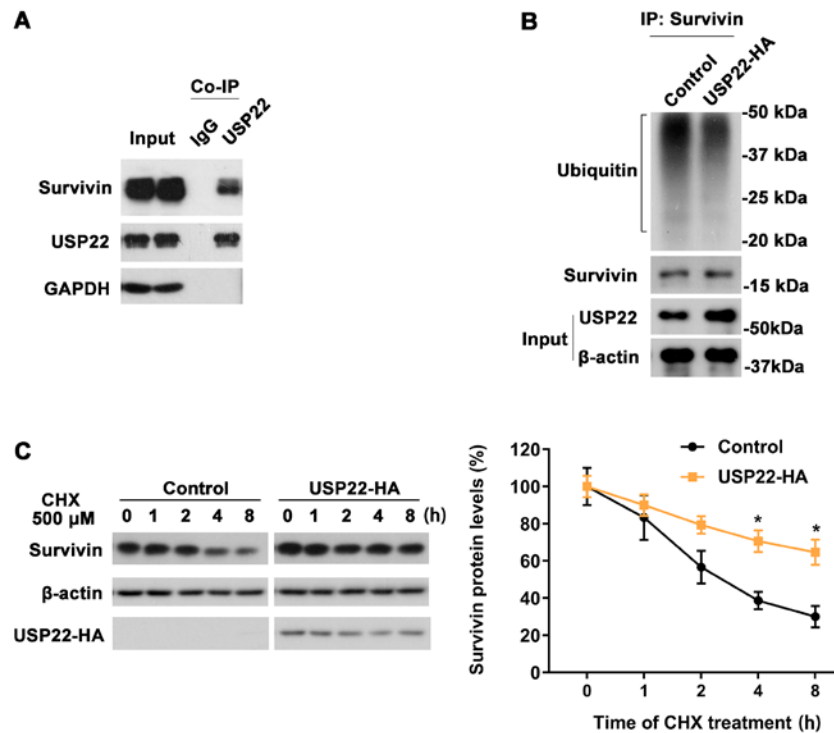 A
Co-IP
Input IgG USP22
Survivin
USP22
GAPDH
B
IP: Survivin
Control USP22-HA
Ubiquitin
-50 kDa
-37 kDa
-25 kDa
-20 kDa
Survivin
-15 kDa
Input
USP22
-50kDa
β-actin
-37kDa
C
CHX
500 μM
Control USP22-HA
0 1 2 4 8 0 1 2 4 8 (h)
Survivin
β-actin
USP22-HA
Survivin protein levels (%)
120
100
80
60
40
20
0
Control
USP22-HA
* *
0 1 2 4 8
Time of CHX treatment (h)